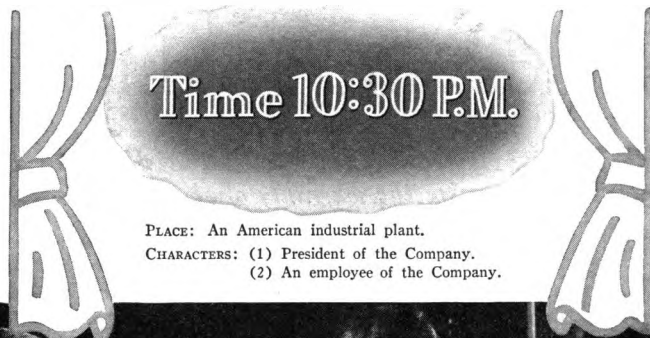 Time 10:30 P.M.
PLACE: An American industrial plant.
CHARACTERS: (1) President of the Company.
(2) An employee of the Company.